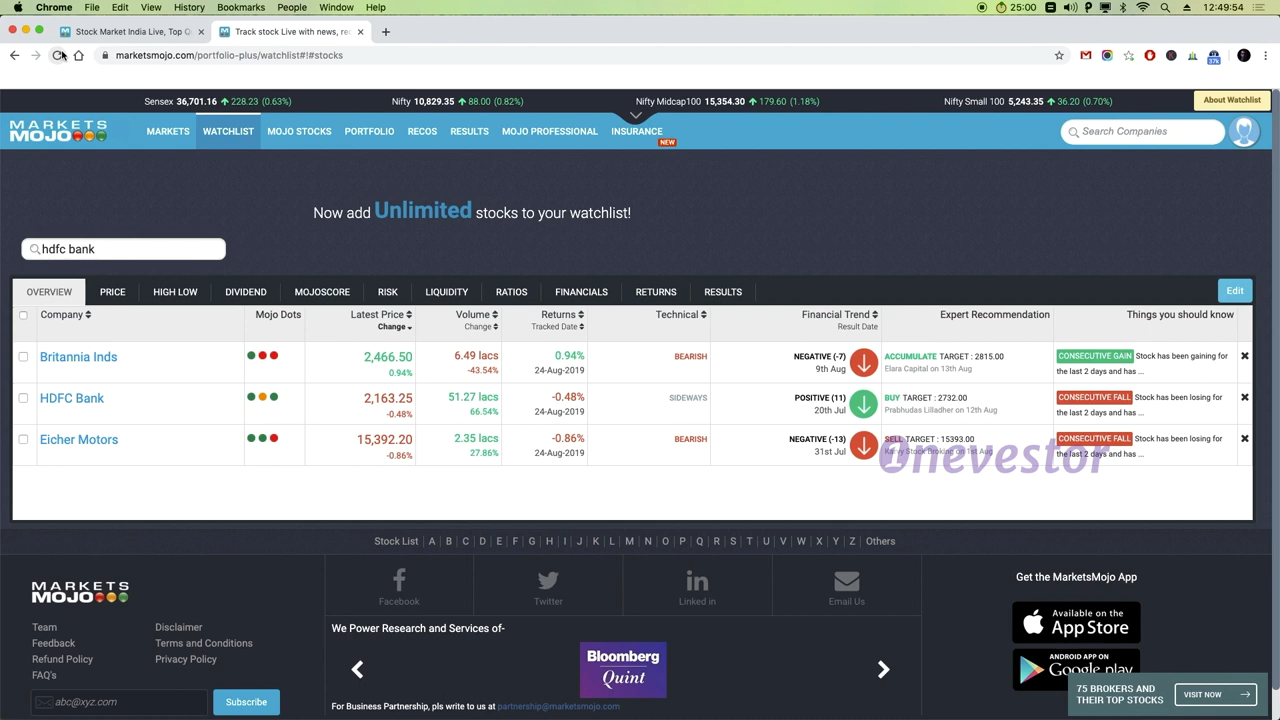 Chrome File Edit View History Bookmarks People Window Help 25:00 12:49:54
Stock Market India Live, Top Q
Track stock Live with news, re
marketsmojo.com/portfolio-plus/watchlist#!#stocks
37k
Sensex 36,701.16 228.23 (0.63%) Nifty 10,829.35 88.00 (0.82%) Nifty Midcap100 15,354.30 179.60 (1.18%) Nifty Small 100 5,243.35 36.20 (0.70%) About Watchlist
MARKETS MOJO
MARKETS WATCHLIST MOJO STOCKS PORTFOLIO RECOS RESULTS MOJO PROFESSIONAL INSURANCE Search Companies
NEW
Now add Unlimited stocks to your watchlist!
hdfc bank
OVERVIEW PRICE HIGH LOW DIVIDEND MOJOSCORE RISK LIQUIDITY RATIOS FINANCIALS RETURNS RESULTS Edit
Company Mojo Dots Latest Price Volume Returns Technical Financial Trend Expert Recommendation Things you should know
Change Change Tracked Date Result Date
Britannia Inds 2,466.50 6.49 lacs 0.94% BEARISH NEGATIVE (-7) ACCUMULATE TARGET : 2815.00 CONSECUTIVE GAIN Stock has been gaining for
0.94% -43.54% 24-Aug-2019 9th Aug Elara Capital on 13th Aug the last 2 days and has ...
HDFC Bank 2,163.25 51.27 lacs -0.48% SIDEWAYS POSITIVE (11) BUY TARGET : 2732.00 CONSECUTIVE FALL Stock has been losing for
-0.48% 66.54% 24-Aug-2019 20th Jul Prabhudas Lilladher on 12th Aug the last 2 days and has ...
Eicher Motors 15,392.20 2.35 lacs -0.86% BEARISH NEGATIVE (-13) SELL TARGET : 15393.00 CONSECUTIVE FALL Stock has been losing for
-0.86% 27.86% 24-Aug-2019 31st Jul Karvy Stock Broking on 1st Aug the last 2 days and has ...
Onevestor
Stock List A B C D E F G H I J K L M N O P Q R S T U V W X Y Z Others
MARKETS MOJO
Team Disclaimer
Feedback Terms and Conditions
Refund Policy Privacy Policy
FAQ's
abc@xyz.com Subscribe
Facebook Twitter Linked in Email Us
We Power Research and Services of-
Bloomberg
Quint
For Business Partnership, pls write to us at partnership@marketsmojo.com
Get the MarketsMojo App
Available on the
App Store
ANDROID APP ON
Google play
75 BROKERS AND
THEIR TOP STOCKS
VISIT NOW